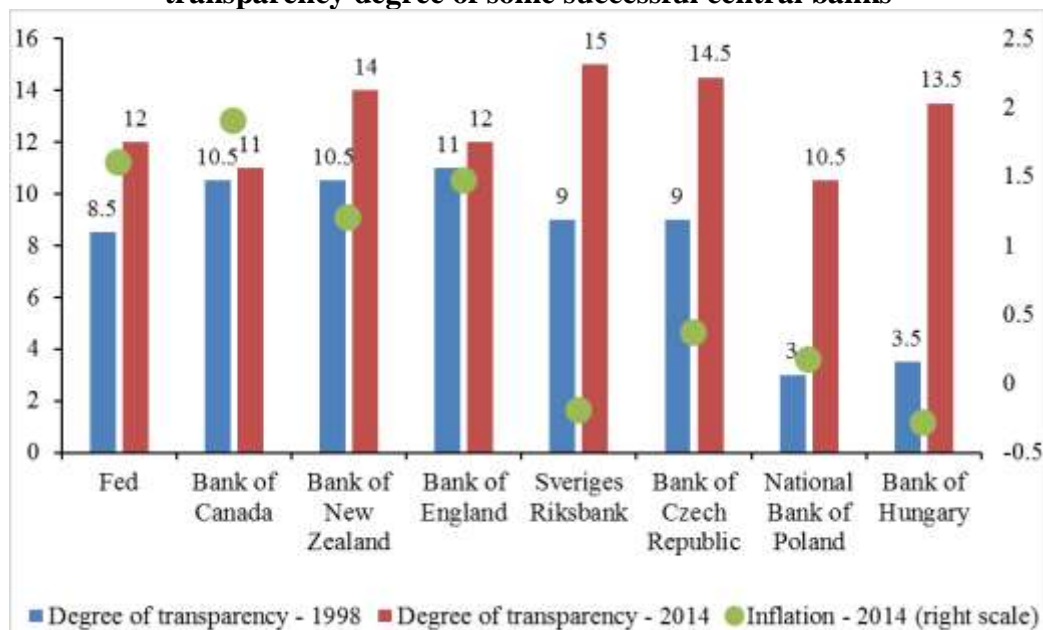 transparency degree of some successful central banks
16
14
12
10
8
6
4
2
0
2.5
2
1.5
1
0.5
0
-0.5
8.5
12
10.5
11
10.5
14
11
12
9
15
9
14.5
3
10.5
3.5
13.5
Fed
Bank of
Canada
Bank of
New
Zealand
Bank of
England
Sveriges
Riksbank
Bank of
Czech
Republic
National
Bank of
Poland
Bank of
Hungary
Degree of transparency - 1998
Degree of transparency - 2014
Inflation - 2014 (right scale)